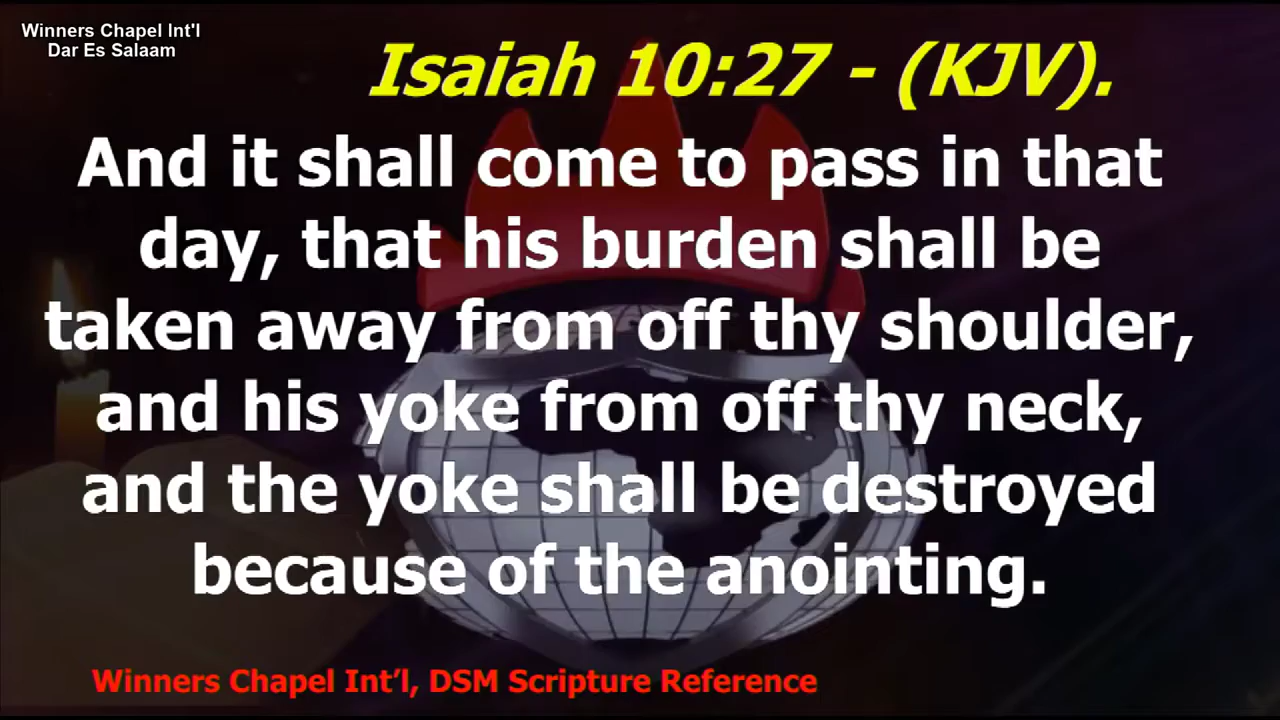 Winners Chapel Int'l
Dar Es Salaam
Isaiah 10:27 - (KJV).
And it shall come to pass in that
day, that his burden shall be
taken away from off thy shoulder,
and his yoke from off thy neck,
and the yoke shall be destroyed
because of the anointing.
Winners Chapel Int’l, DSM Scripture Reference